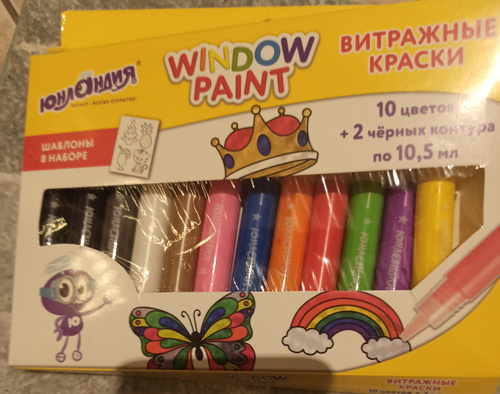 ЮНЛАНДИЯ
WINDOW
PAINT
ВИТРАЖНЫЕ
КРАСКИ
ШАБЛОНЫ
В НАБОРЕ
10 цветов
+ 2 чёрных контура
по 10,5 мл
ВИТРАЖНЫЕ
КРАСКИ